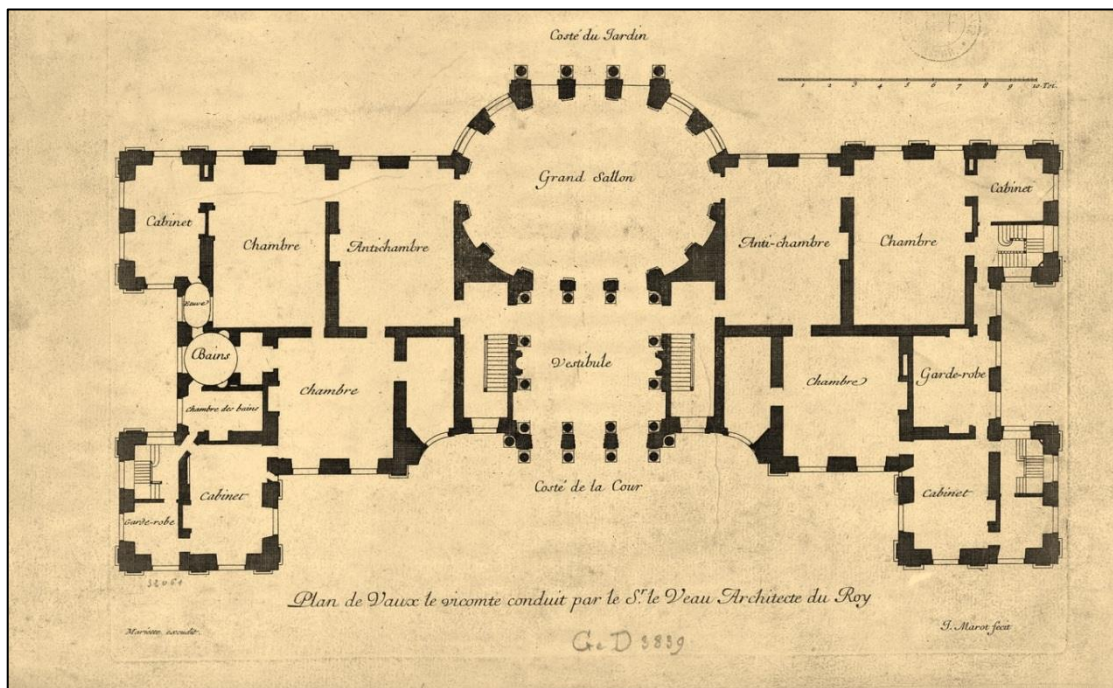 Costé du Jardin
1 2 3 4 5 6 7 8 9 10 Toi.
Grand Sallon
Cabinet
Chambre
Antichambre
Anti-chambre
Chambre
Cabinet
Etuve
Bains
Vestibule
Chambre
Chambre
Garde-robe
Chambre des bains
Cabinet
Costé de la Cour
Cabinet
Garde-robe
Plan de Vaux le vicomte conduit par le Sr. le Veau Architecte du Roy
Mariette excudit.
J. Marot fecit
Ge D 3839